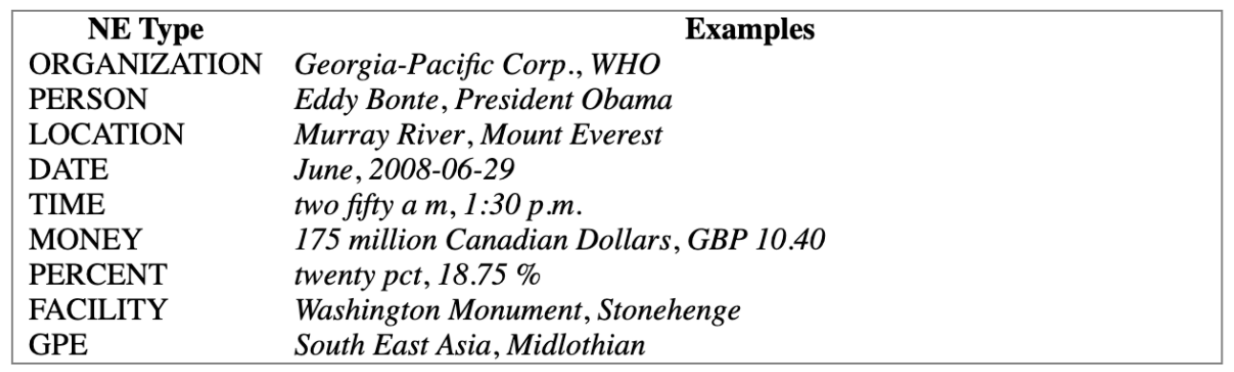 NE Type Examples
ORGANIZATION Georgia-Pacific Corp., WHO
PERSON Eddy Bonte, President Obama
LOCATION Murray River, Mount Everest
DATE June, 2008-06-29
TIME two fifty a m, 1:30 p.m.
MONEY 175 million Canadian Dollars, GBP 10.40
PERCENT twenty pct, 18.75 %
FACILITY Washington Monument, Stonehenge
GPE South East Asia, Midlothian